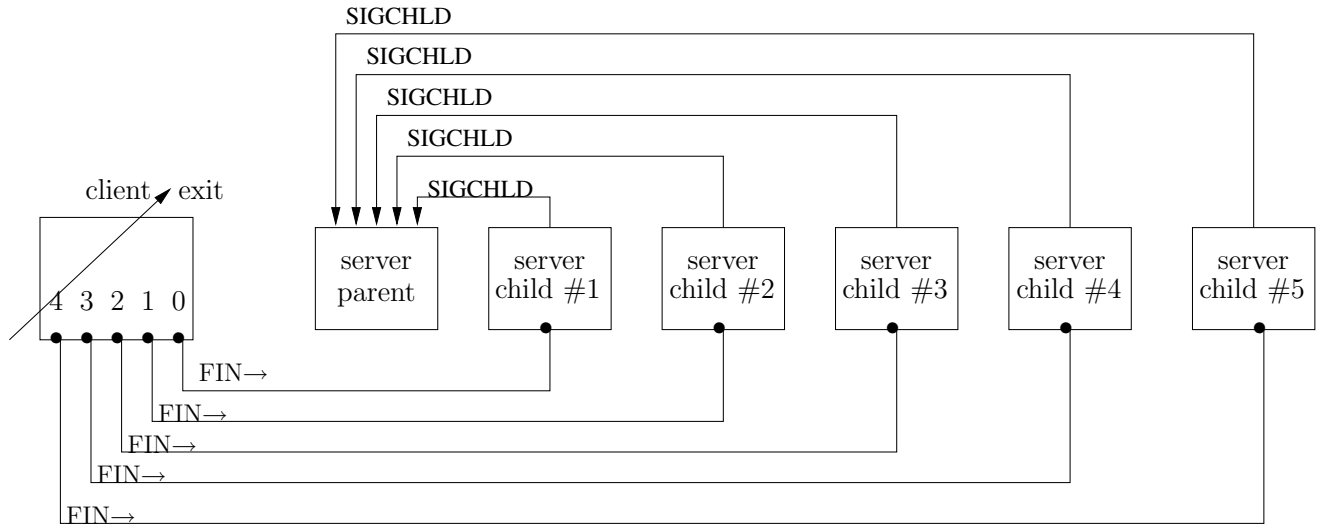 SIGCHLD
SIGCHLD
SIGCHLD
SIGCHLD
SIGCHLD
client exit
4 3 2 1 0
server
parent
server
child #1
server
child #2
server
child #3
server
child #4
server
child #5
FIN→
FIN→
FIN→
FIN→
FIN→